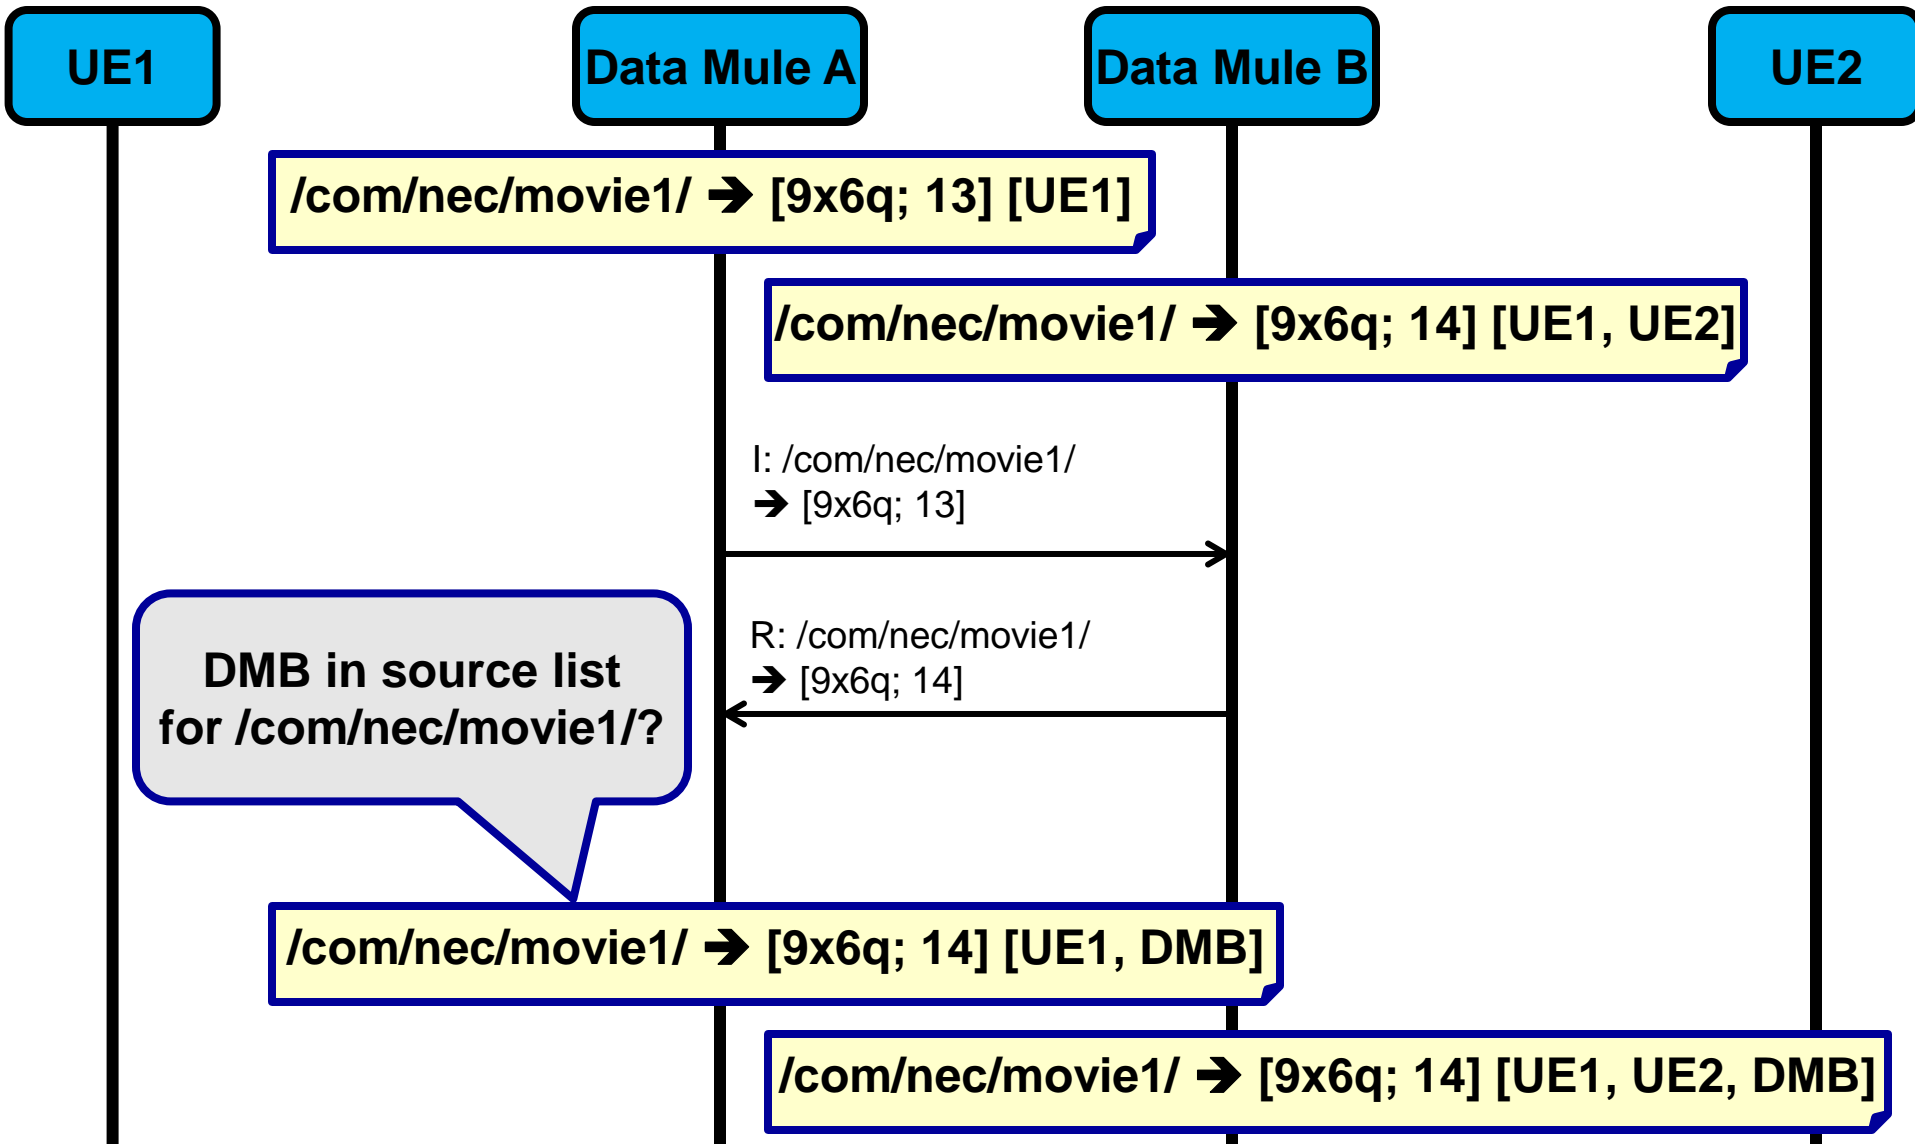 UE1
Data Mule A
Data Mule B
UE2
/com/nec/movie1/ ➔ [9x6q; 13] [UE1]
/com/nec/movie1/ ➔ [9x6q; 14] [UE1, UE2]
I: /com/nec/movie1/
➔ [9x6q; 13]
R: /com/nec/movie1/
➔ [9x6q; 14]
DMB in source list
for /com/nec/movie1/?
/com/nec/movie1/ ➔ [9x6q; 14] [UE1, DMB]
/com/nec/movie1/ ➔ [9x6q; 14] [UE1, UE2, DMB]